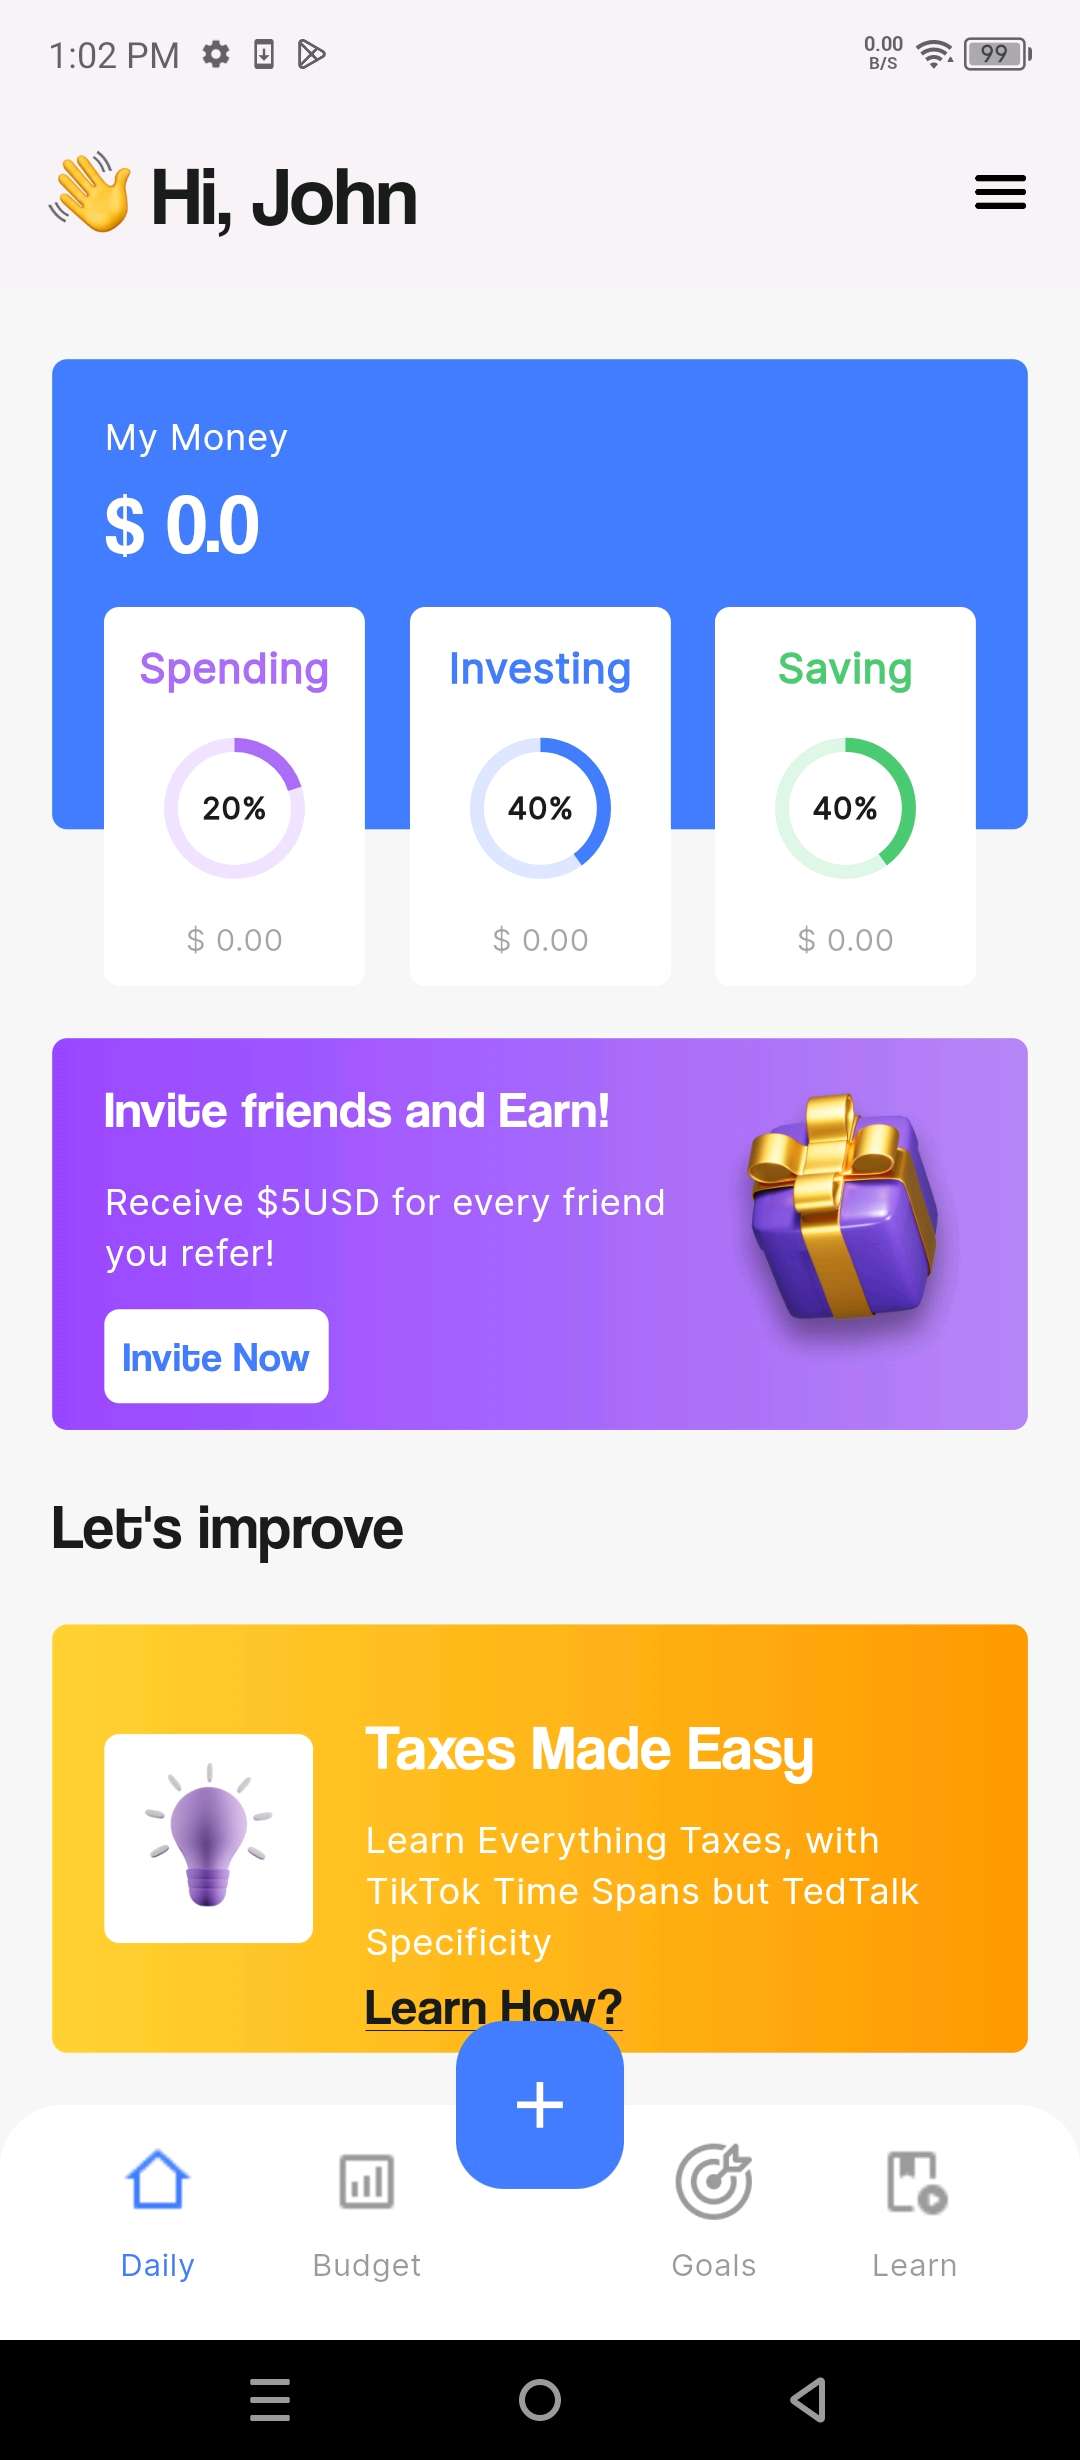 1:02 PM
0.00
B/S
99
Hi, John
My Money
$ 0.0
Spending
Investing
Saving
20%
40%
40%
$ 0.00
$ 0.00
$ 0.00
Invite friends and Earn!
Receive $5USD for every friend
you refer!
Invite Now
Let's improve
Taxes Made Easy
Learn Everything Taxes, with
TikTok Time Spans but TedTalk
Specificity
Learn How?
Daily
Budget
Goals
Learn